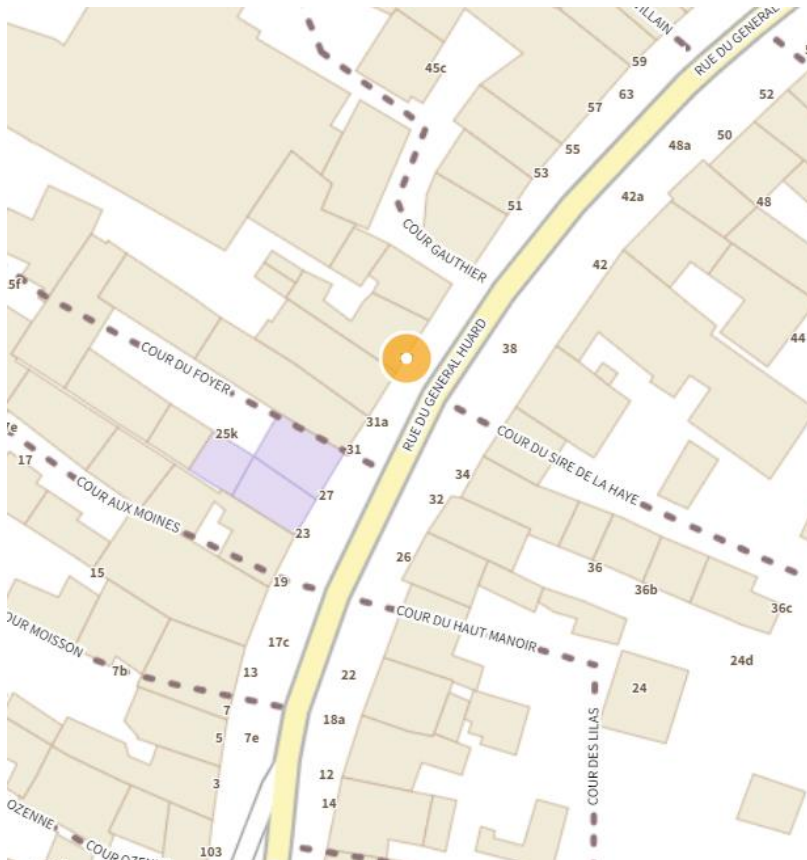 VILLAIN
RUE DU GENERAL
59
45c
63
52
57
50
55
48a
53
42a
48
51
COUR GAUTHIER
42
5f
44
RUE DU GENERAL HUARD
38
COUR DU FOYER
31a
25k
COUR DU SIRE DE LA HAYE
31
17
34
27
32
COUR AUX MOINES
23
26
36
15
19
36b
36c
COUR DU HAUT MANOIR
17c
OUR MOISSON
24d
13
7b
22
24
7
18a
5
7e
COUR DES LILAS
12
3
14
OZENNE
103